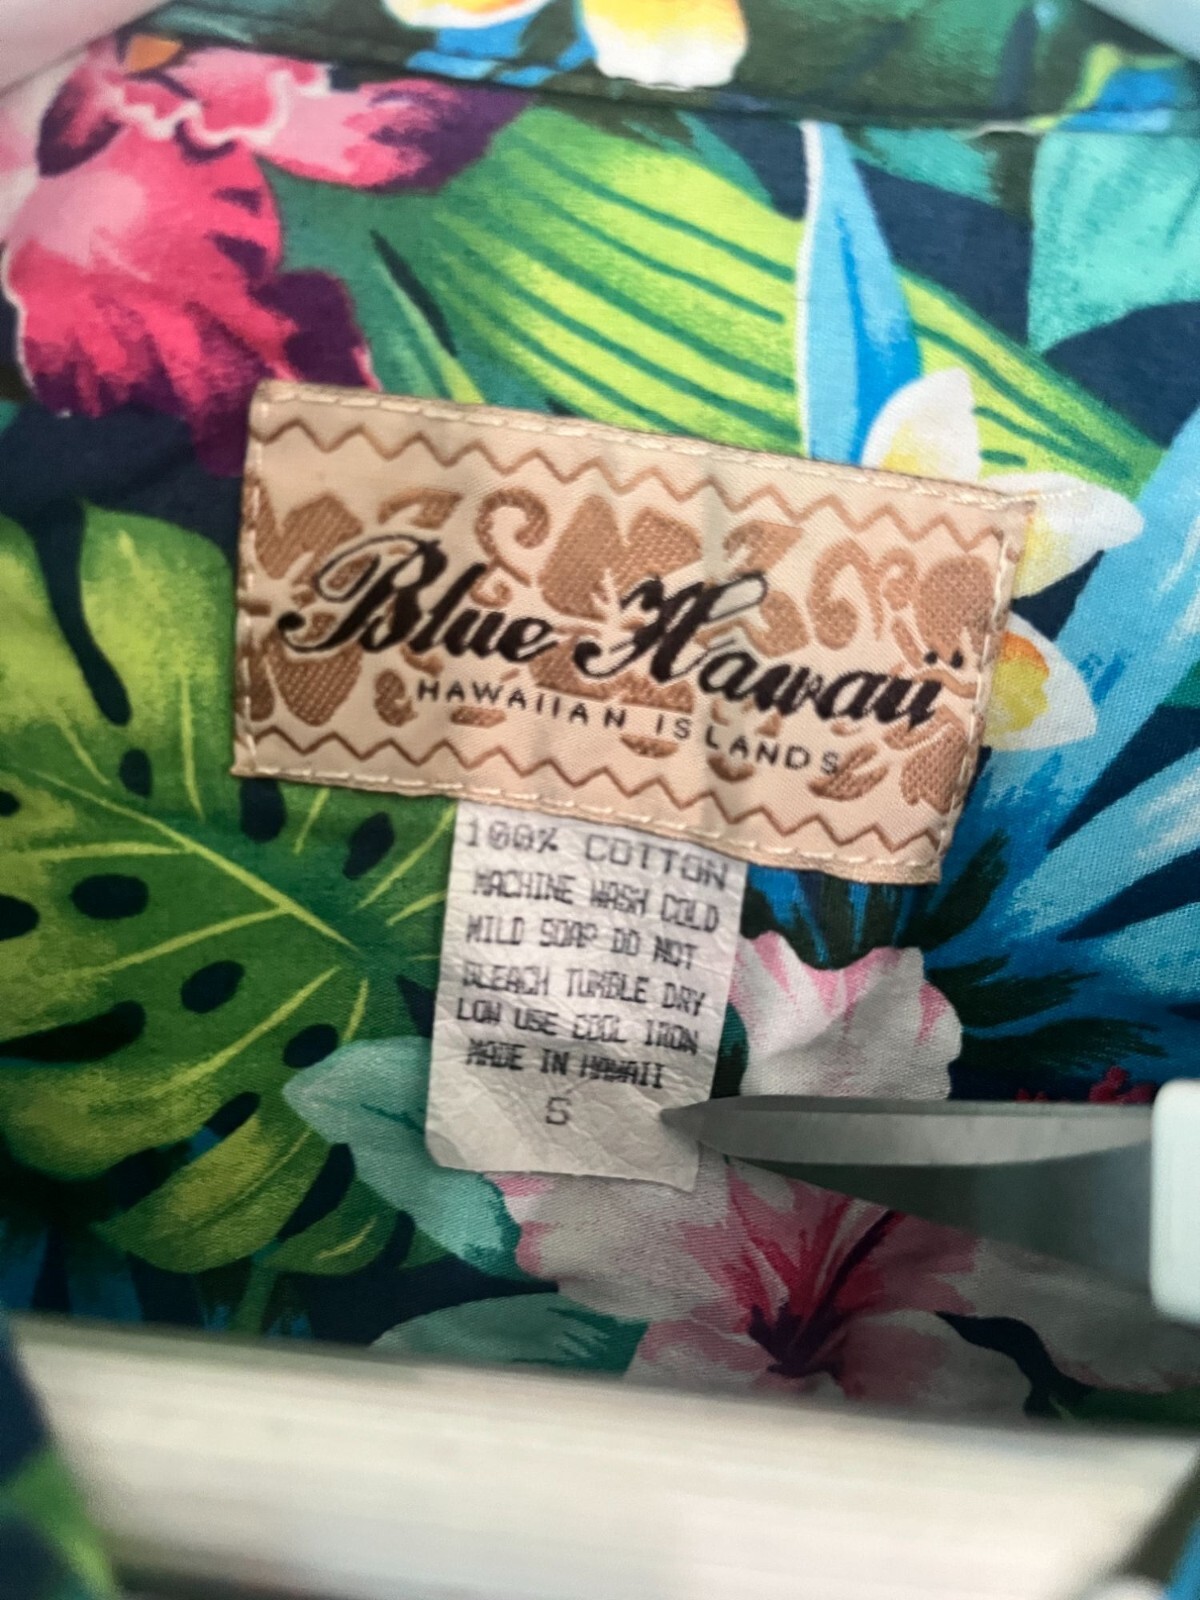 Blue Hawaii
HAWAIIAN ISLANDS
100% COTTON
MACHINE WASH COLD
MILD SOAP DO NOT
BLEACH TUMBLE DRY
LOW USE COOL IRON
MADE IN HAWAII
S